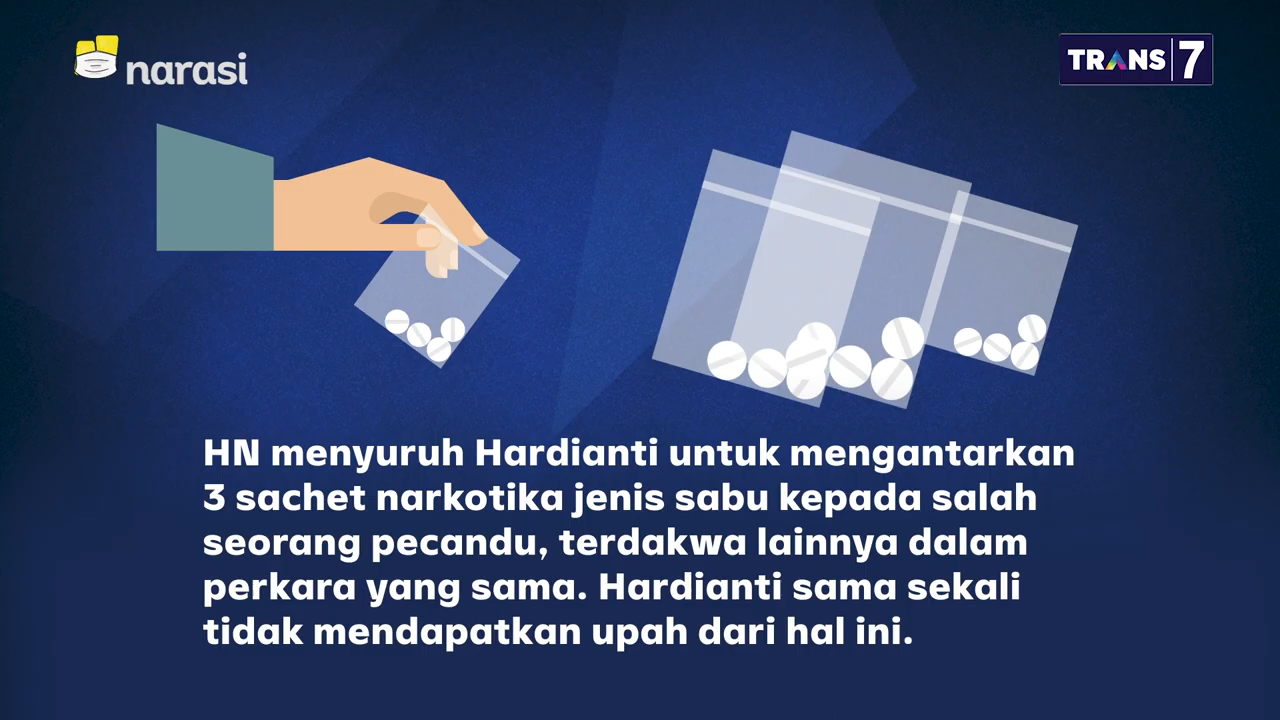 narasi
TRANS 7
HN menyuruh Hardianti untuk mengantarkan
3 sachet narkotika jenis sabu kepada salah
seorang pecandu, terdakwa lainnya dalam
perkara yang sama. Hardianti sama sekali
tidak mendapatkan upah dari hal ini.